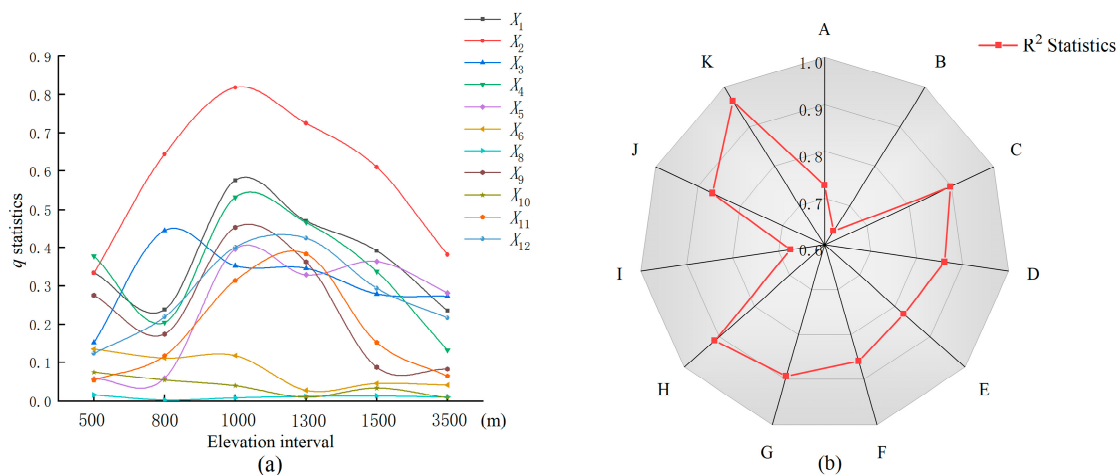 X1
X2
X3
X4
X5
X6
X8
X9
X10
X11
X12
0.9
0.8
0.7
0.6
0.5
0.4
0.3
0.2
0.1
0.0
q statistics
500 800 1000 1300 1500 3500 (m)
Elevation interval
(a)
R² Statistics
A
B
C
D
E
F
G
H
I
J
K
1.0
0.9
0.8
0.7
0.6
(b)